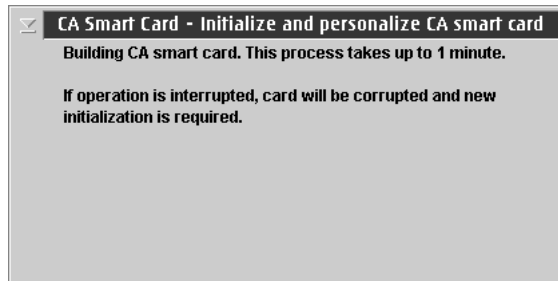 CA Smart Card - Initialize and personalize CA smart card
Building CA smart card. This process takes up to 1 minute.
If operation is interrupted, card will be corrupted and new
initialization is required.